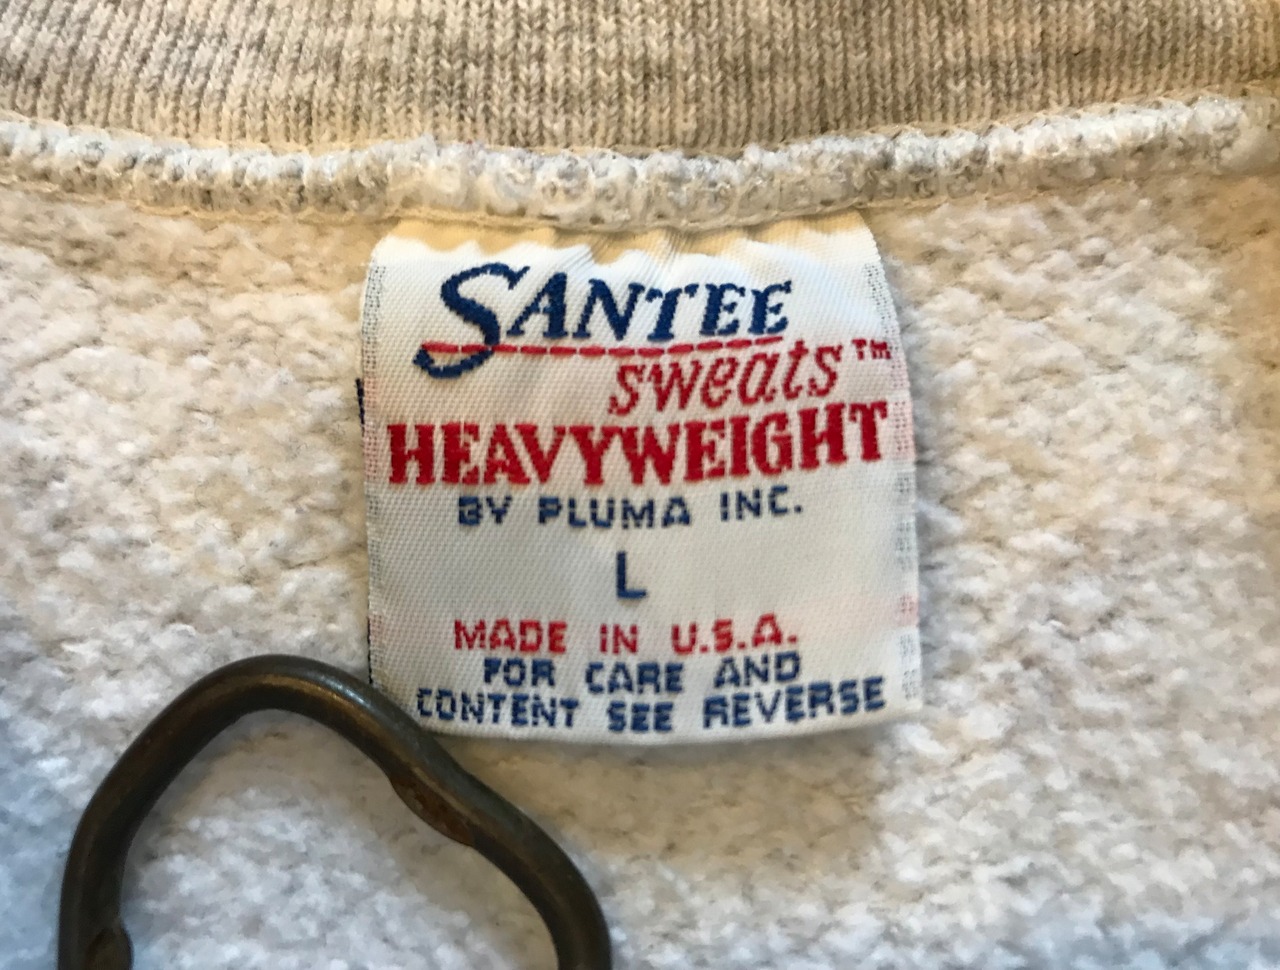 SANTEE
sweats™
HEAVYWEIGHT
BY PLUMA INC.
L
MADE IN U.S.A.
FOR CARE AND
CONTENT SEE REVERSE